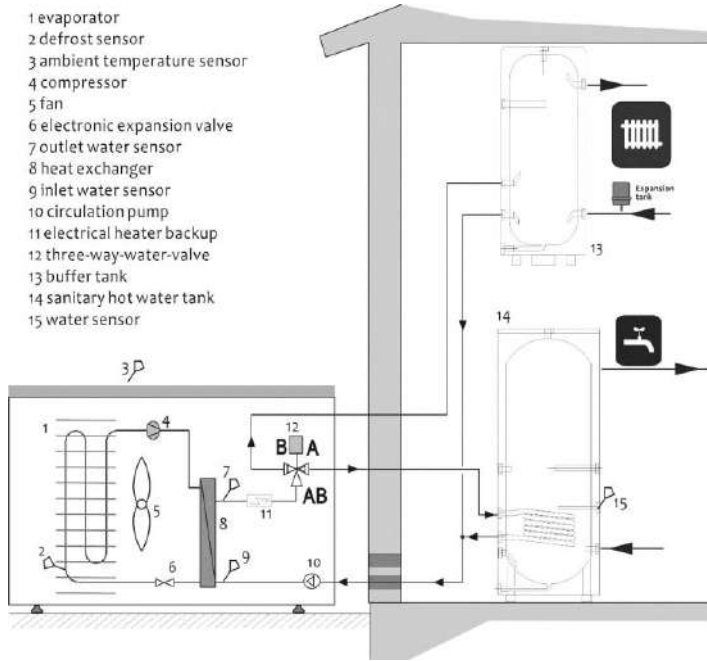 1 evaporator
2 defrost sensor
3 ambient temperature sensor
4 compressor
5 fan
6 electronic expansion valve
7 outlet water sensor
8 heat exchanger
9 inlet water sensor
10 circulation pump
11 electrical heater backup
12 three-way-water-valve
13 buffer tank
14 sanitary hot water tank
15 water sensor
Expansion
tank
13
14
3
1
4
12
B A
7
AB
5
8
11
15
2
6
9
10